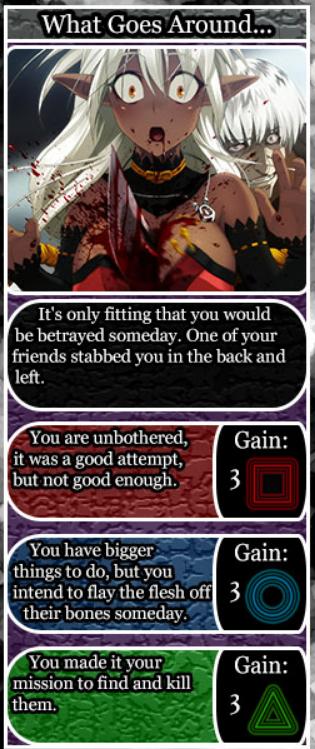 What Goes Around...
It's only fitting that you would
be betrayed someday. One of your
friends stabbed you in the back and
left.
You are unbothered,
it was a good attempt,
but not good enough.
Gain:
3
You have bigger
things to do, but you
intend to flay the flesh off
their bones someday.
Gain:
3
You made it your
mission to find and kill
them.
Gain:
3